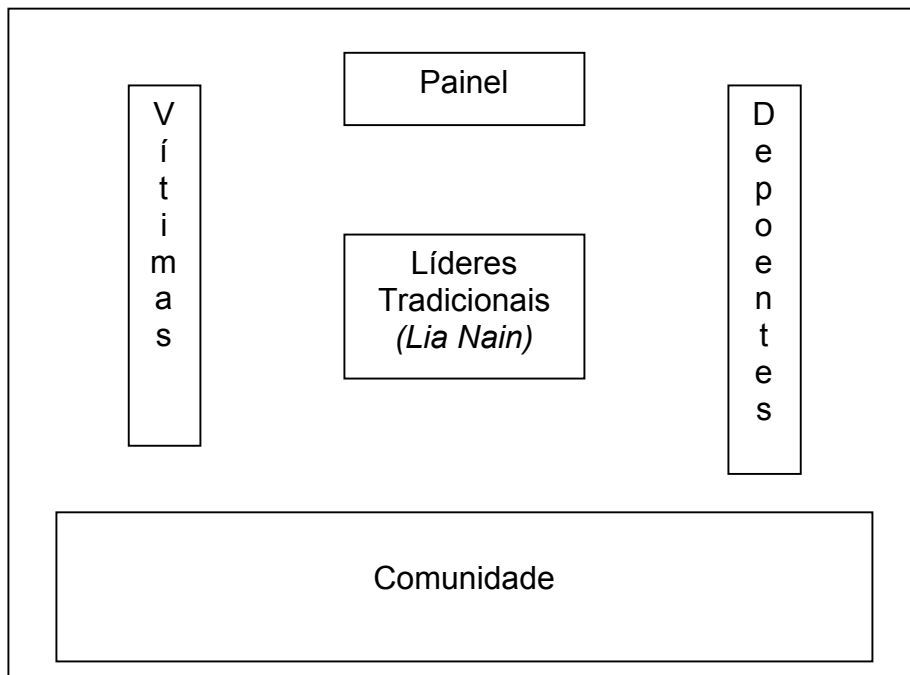 Painel
Vítimas
Depoentes
Líderes
Tradicionais
(Lia Nain)
Comunidade